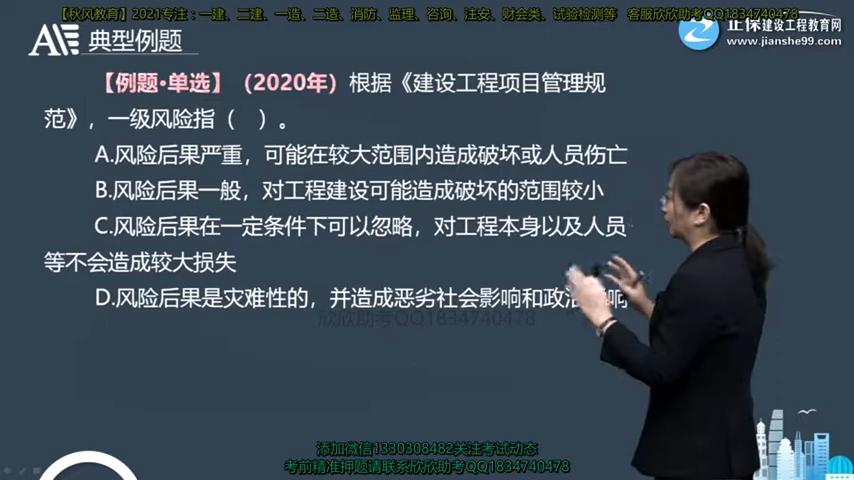 【秋风教育】2021专注：一建、二建、一造、二造、消防、监理、咨询、注安、财会类、试验检测等 客服欣欣助考QQ1834740478
典型例题
正保建设工程教育网
www.jianshe99.com
【例题·单选】（2020年）根据《建设工程项目管理规
范》，一级风险指（ ）。
A.风险后果严重，可能在较大范围内造成破坏或人员伤亡
B.风险后果一般，对工程建设可能造成破坏的范围较小
C.风险后果在一定条件下可以忽略，对工程本身以及人员
等不会造成较大损失
D.风险后果是灾难性的，并造成恶劣社会影响和政治响
欣欣助考QQ1834740478
添加微信1330308482关注考试动态
考前精准押题请联系欣欣助考QQ1834740478